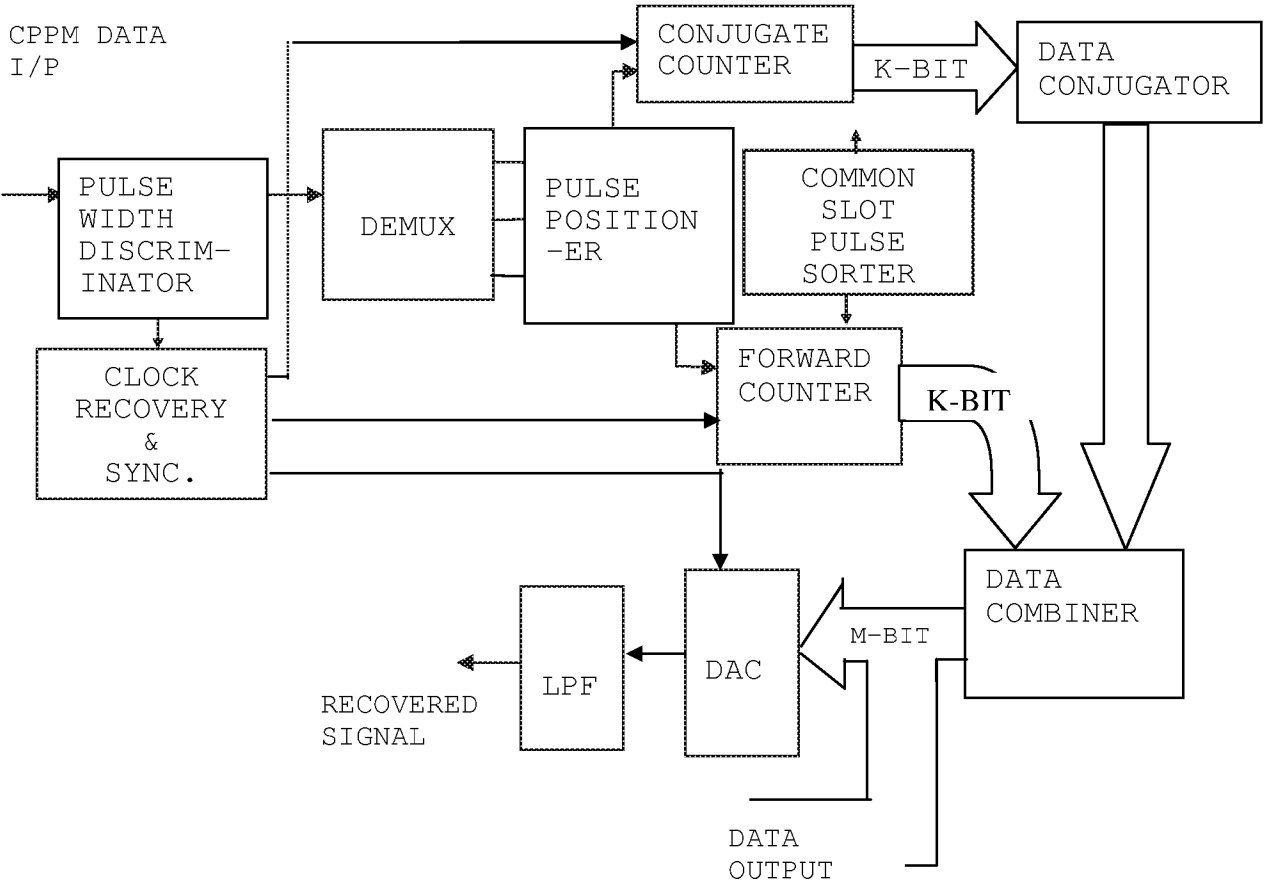 CPPM DATA
I/P
CONJUGATE
COUNTER
K-BIT
DATA
CONJUGATOR
PULSE
WIDTH
DISCRIM-
INATOR
DEMUX
PULSE
POSITION
-ER
COMMON
SLOT
PULSE
SORTER
CLOCK
RECOVERY
&
SYNC.
FORWARD
COUNTER
K-BIT
DATA
COMBINER
M-BIT
DAC
LPF
RECOVERED
SIGNAL
DATA
OUTPUT